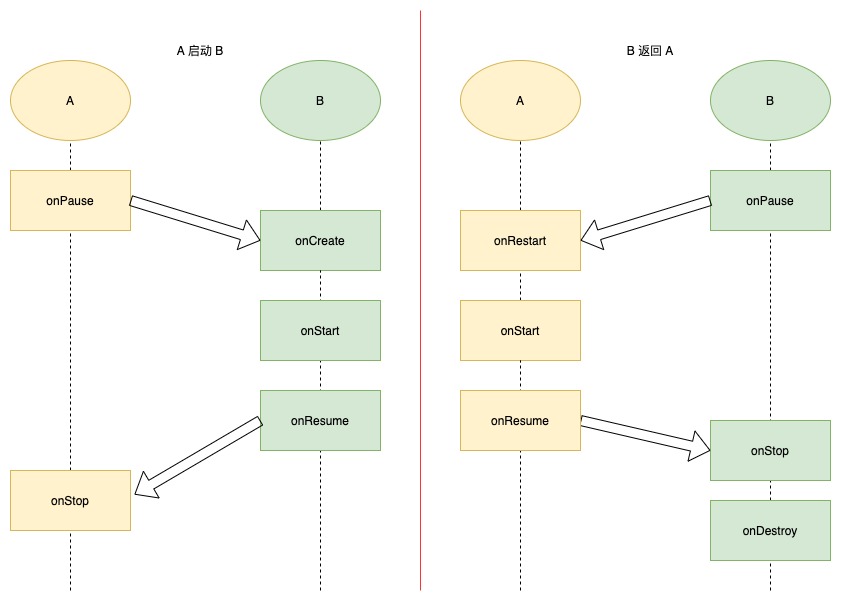 A 启动 B
A
B
onPause
onCreate
onStart
onResume
onStop
B 返回 A
A
B
onPause
onRestart
onStart
onResume
onStop
onDestroy